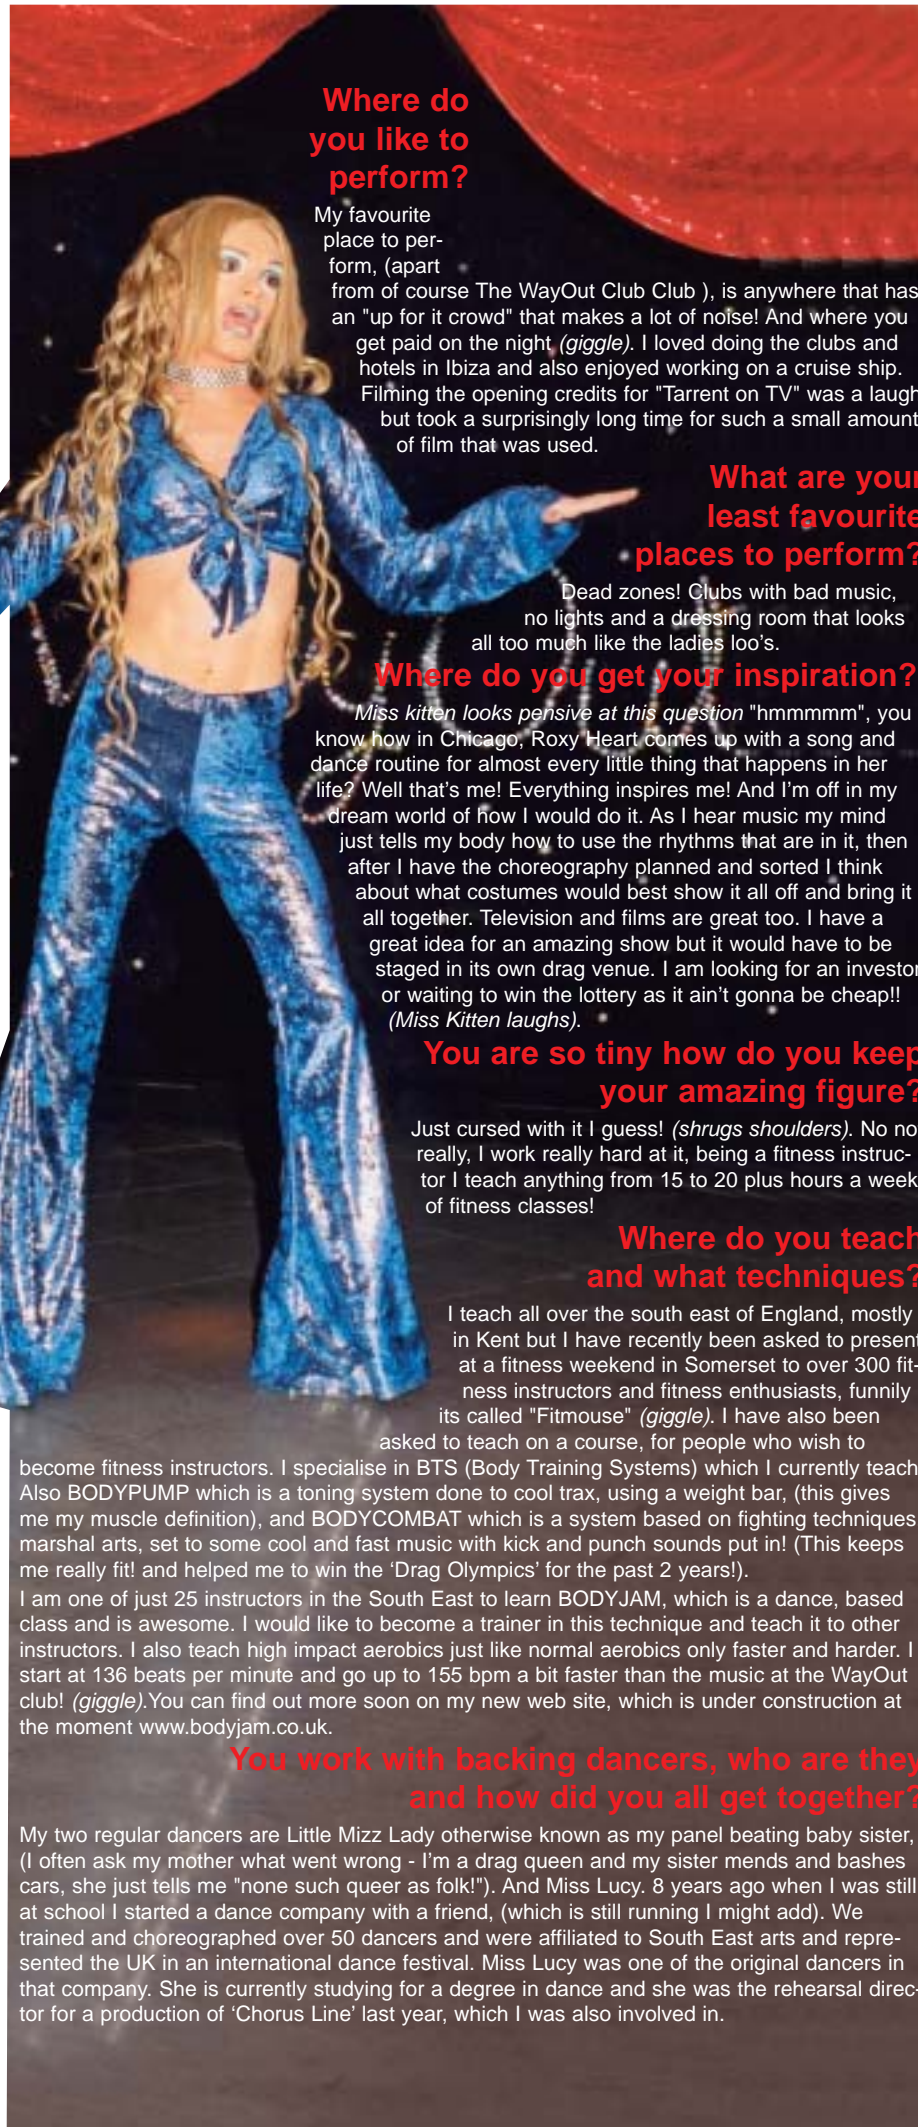 Where do
you like to
perform?
My favourite
place to per-
form, (apart
from of course The WayOut Club Club ), is anywhere that has
an "up for it crowd" that makes a lot of noise! And where you
get paid on the night (giggle). I loved doing the clubs and
hotels in Ibiza and also enjoyed working on a cruise ship.
Filming the opening credits for "Tarrent on TV" was a laugh
but took a surprisingly long time for such a small amount
of film that was used.
What are your
least favourite
places to perform?
Dead zones! Clubs with bad music,
no lights and a dressing room that looks
all too much like the ladies loo's.
Where do you get your inspiration?
Miss kitten looks pensive at this question "hmmmmm", you
know how in Chicago, Roxy Heart comes up with a song and
dance routine for almost every little thing that happens in her
life? Well that's me! Everything inspires me! And I'm off in my
dream world of how I would do it. As I hear music my mind
just tells my body how to use the rhythms that are in it, then
after I have the choreography planned and sorted I think
about what costumes would best show it all off and bring it
all together. Television and films are great too. I have a
great idea for an amazing show but it would have to be
staged in its own drag venue. I am looking for an investor
or waiting to win the lottery as it ain't gonna be cheap!!
(Miss Kitten laughs).
You are so tiny how do you keep
your amazing figure?
Just cursed with it I guess! (shrugs shoulders). No no
really, I work really hard at it, being a fitness instruc-
tor I teach anything from 15 to 20 plus hours a week
of fitness classes!
Where do you teach
and what techniques?
I teach all over the south east of England, mostly
in Kent but I have recently been asked to present
at a fitness weekend in Somerset to over 300 fit-
ness instructors and fitness enthusiasts, funnily
its called "Fitmouse" (giggle). I have also been
asked to teach on a course, for people who wish to
become fitness instructors. I specialise in BTS (Body Training Systems) which I currently teach
Also BODYPUMP which is a toning system done to cool trax, using a weight bar, (this gives
me my muscle definition), and BODYCOMBAT which is a system based on fighting techniques
marshal arts, set to some cool and fast music with kick and punch sounds put in! (This keeps
me really fit! and helped me to win the ‘Drag Olympics’ for the past 2 years!).
I am one of just 25 instructors in the South East to learn BODYJAM, which is a dance, based
class and is awesome. I would like to become a trainer in this technique and teach it to other
instructors. I also teach high impact aerobics just like normal aerobics only faster and harder. I
start at 136 beats per minute and go up to 155 bpm a bit faster than the music at the WayOut
club! (giggle).You can find out more soon on my new web site, which is under construction at
the moment www.bodyjam.co.uk.
You work with backing dancers, who are they
and how did you all get together?
My two regular dancers are Little Mizz Lady otherwise known as my panel beating baby sister,
(I often ask my mother what went wrong - I'm a drag queen and my sister mends and bashes
cars, she just tells me "none such queer as folk!"). And Miss Lucy. 8 years ago when I was still
at school I started a dance company with a friend, (which is still running I might add). We
trained and choreographed over 50 dancers and were affiliated to South East arts and repre-
sented the UK in an international dance festival. Miss Lucy was one of the original dancers in
that company. She is currently studying for a degree in dance and she was the rehearsal direc-
tor for a production of ‘Chorus Line’ last year, which I was also involved in.